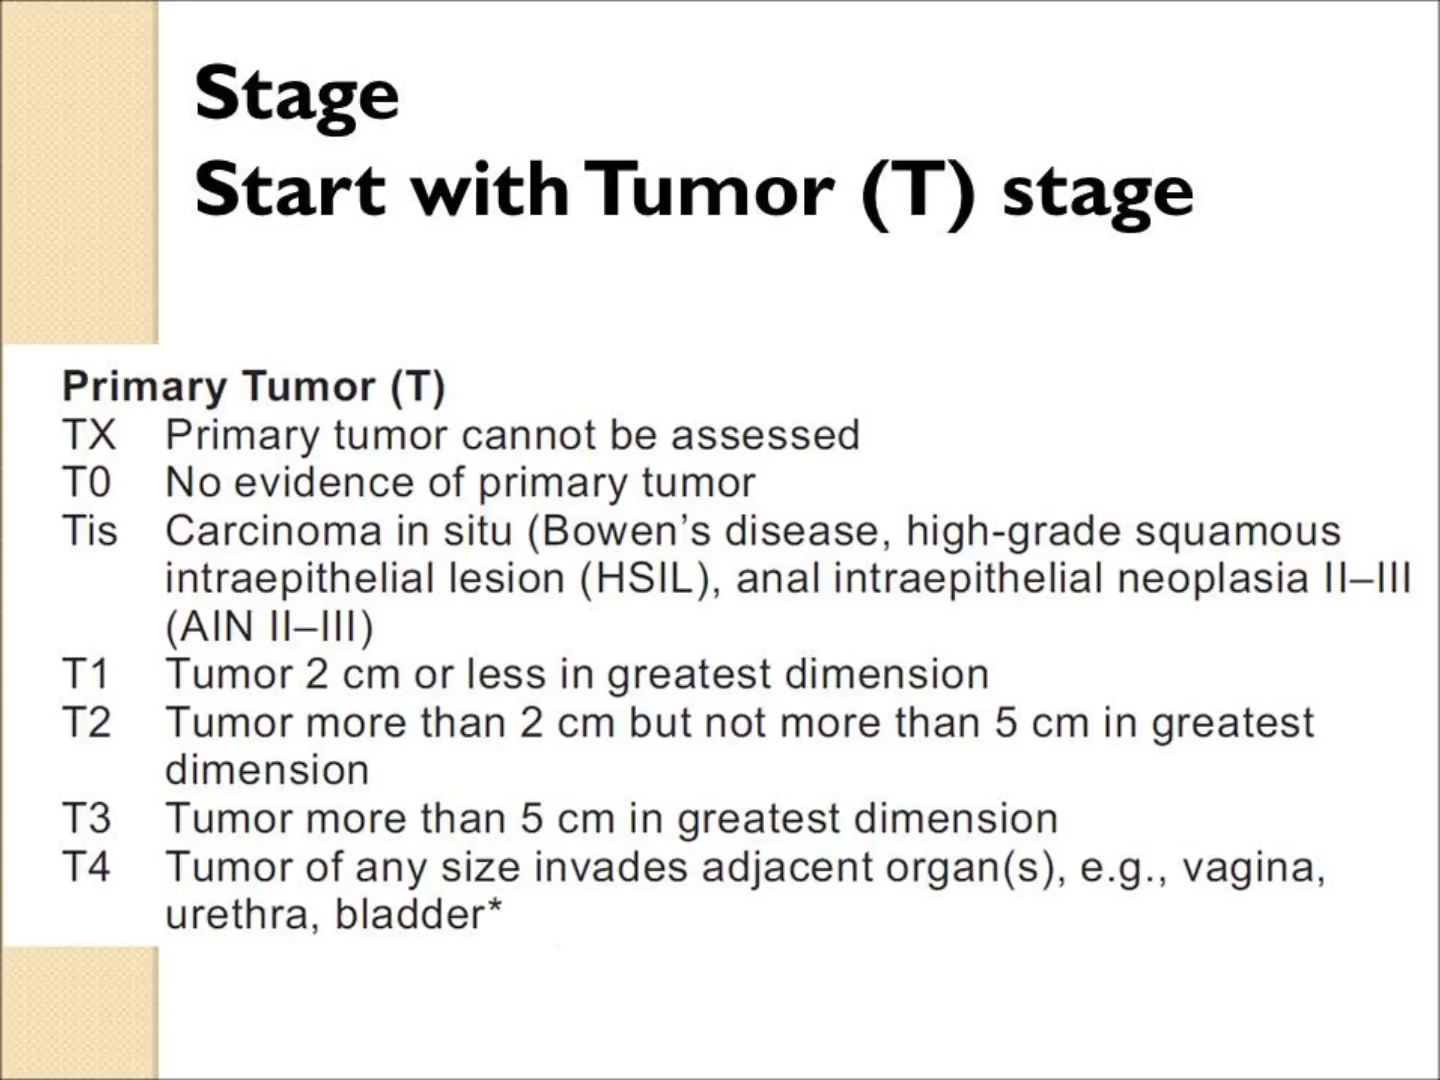 Stage
Start with Tumor (T) stage
Primary Tumor (T)
TX Primary tumor cannot be assessed
T0 No evidence of primary tumor
Tis Carcinoma in situ (Bowen’s disease, high-grade squamous
intraepithelial lesion (HSIL), anal intraepithelial neoplasia II–III
(AIN II–III)
T1 Tumor 2 cm or less in greatest dimension
T2 Tumor more than 2 cm but not more than 5 cm in greatest
dimension
T3 Tumor more than 5 cm in greatest dimension
T4 Tumor of any size invades adjacent organ(s), e.g., vagina,
urethra, bladder*